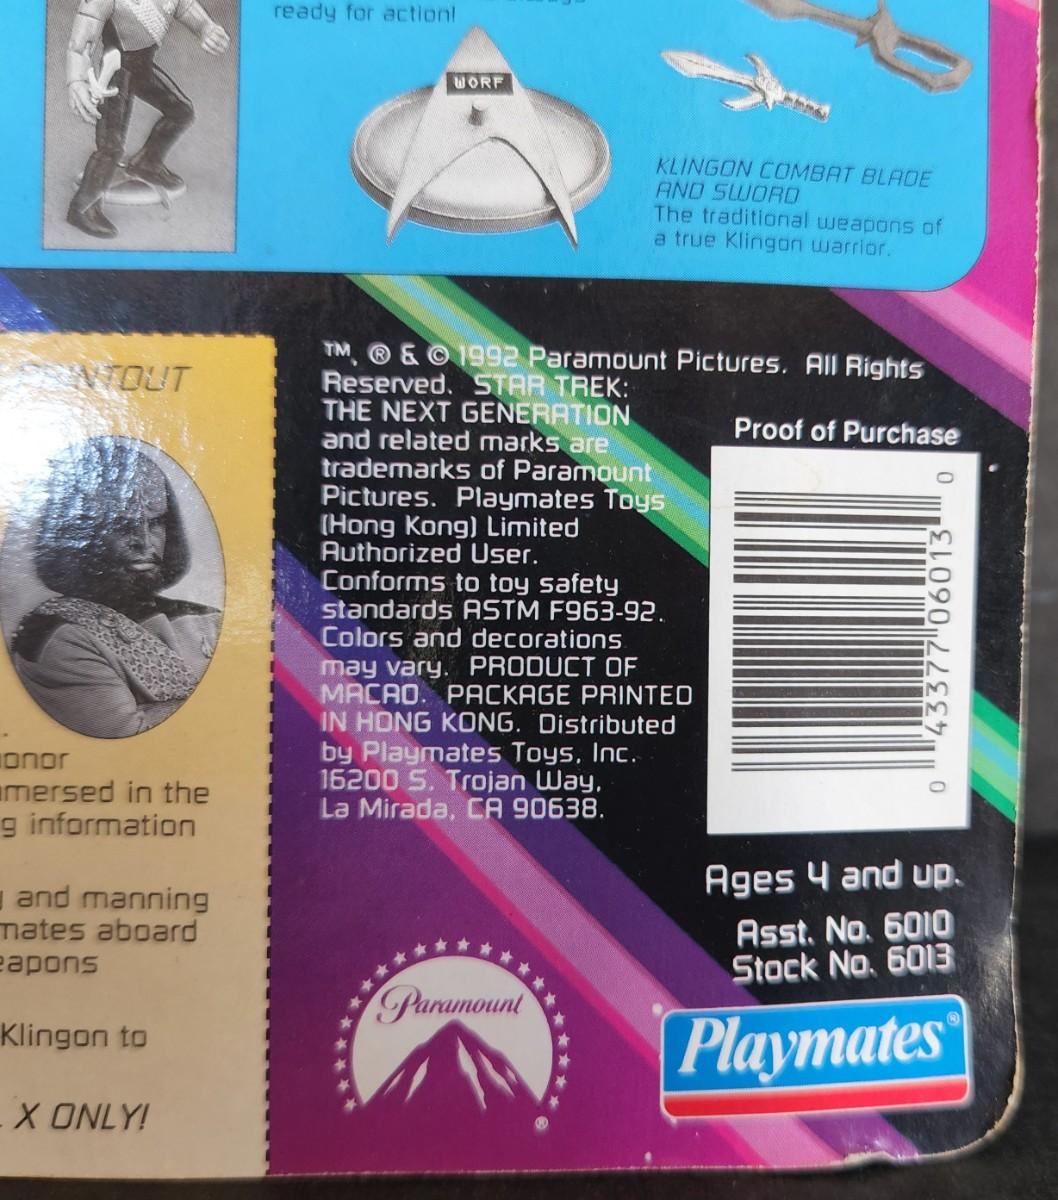 ready for action!
WORF
KLINGON COMBAT BLADE
AND SWORD
The traditional weapons of
a true Klingon warrior.
TM, ® & © 1992 Paramount Pictures. All Rights
Reserved. STAR TREK:
THE NEXT GENERATION
and related marks are
trademarks of Paramount
Pictures. Playmates Toys
(Hong Kong) Limited
Authorized User.
Conforms to toy safety
standards ASTM F963-92.
Colors and decorations
may vary. PRODUCT OF
MACAO. PACKAGE PRINTED
IN HONG KONG. Distributed
by Playmates Toys, Inc.
16200 S. Trojan Way,
La Mirada, CA 90638.
Proof of Purchase
0 43377 06013 0
Ages 4 and up.
Asst. No. 6010
Stock No. 6013
Playmates®
Paramount
®
PRINTOUT
onor
mersed in the
g information
and manning
mates aboard
eapons
Klingon to
X ONLY!